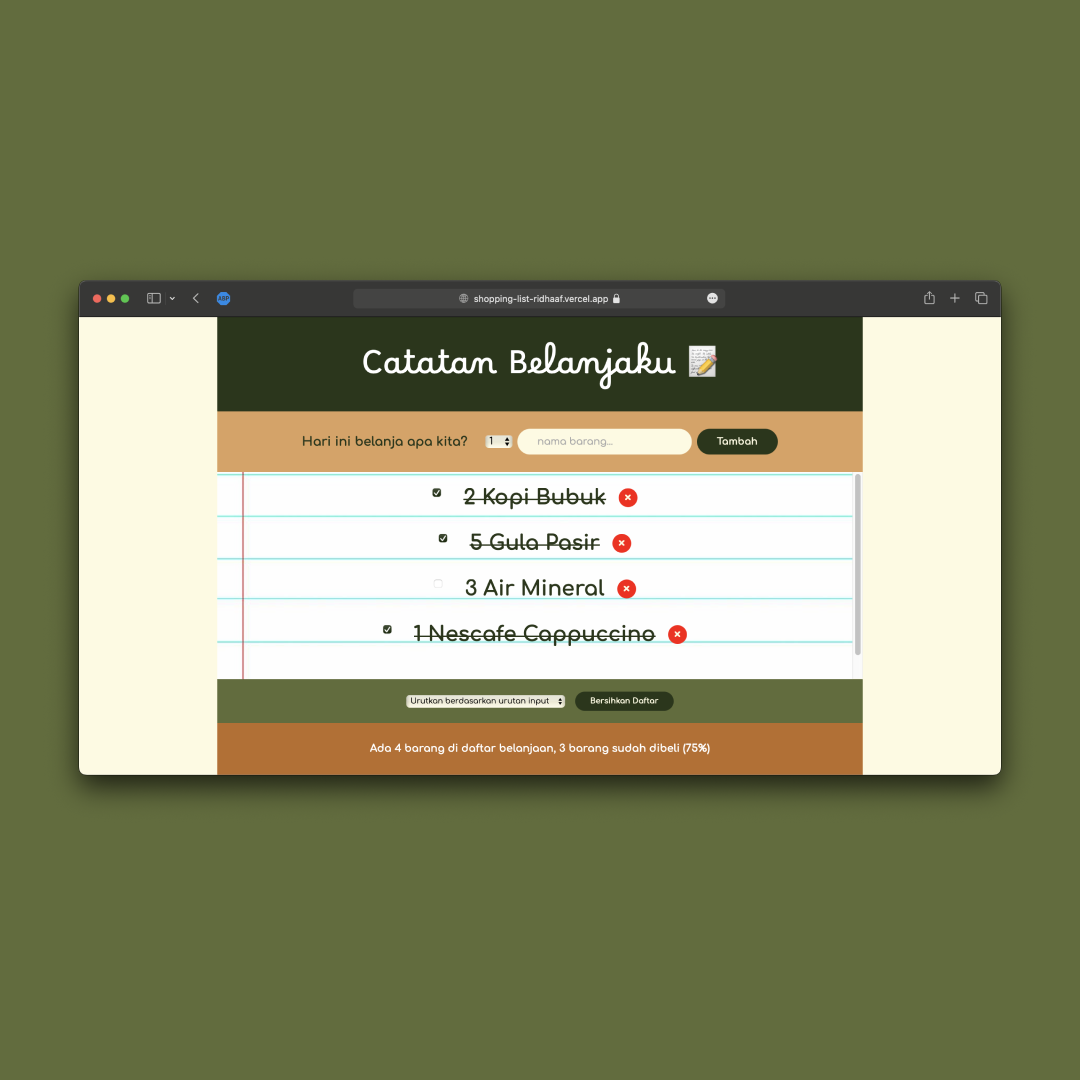 ABP
shopping-list-ridhaaf.vercel.app
Catatan Belanjaku
Hari ini belanja apa kita? 1 nama barang... Tambah
2 Kopi Bubuk
5 Gula Pasir
3 Air Mineral
1 Nescafe Cappuccino
Urutkan berdasarkan urutan input Bersihkan Daftar
Ada 4 barang di daftar belanjaan, 3 barang sudah dibeli (75%)